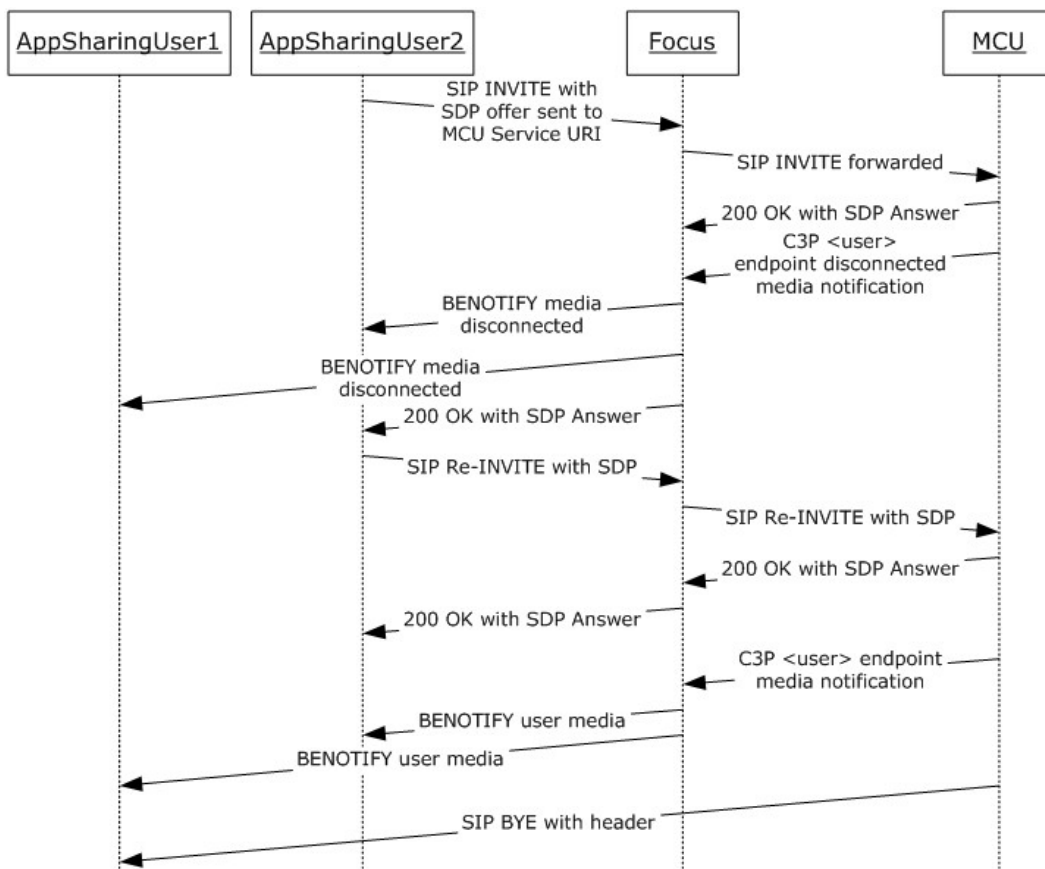 AppSharingUser1
AppSharingUser2
Focus
MCU
SIP INVITE with
SDP offer sent to
MCU Service URI
SIP INVITE forwarded
200 OK with SDP Answer
C3P <user>
endpoint disconnected
media notification
BENOTIFY media
disconnected
BENOTIFY media
disconnected
200 OK with SDP Answer
SIP Re-INVITE with SDP
SIP Re-INVITE with SDP
200 OK with SDP Answer
200 OK with SDP Answer
C3P <user> endpoint
media notification
BENOTIFY user media
BENOTIFY user media
SIP BYE with header